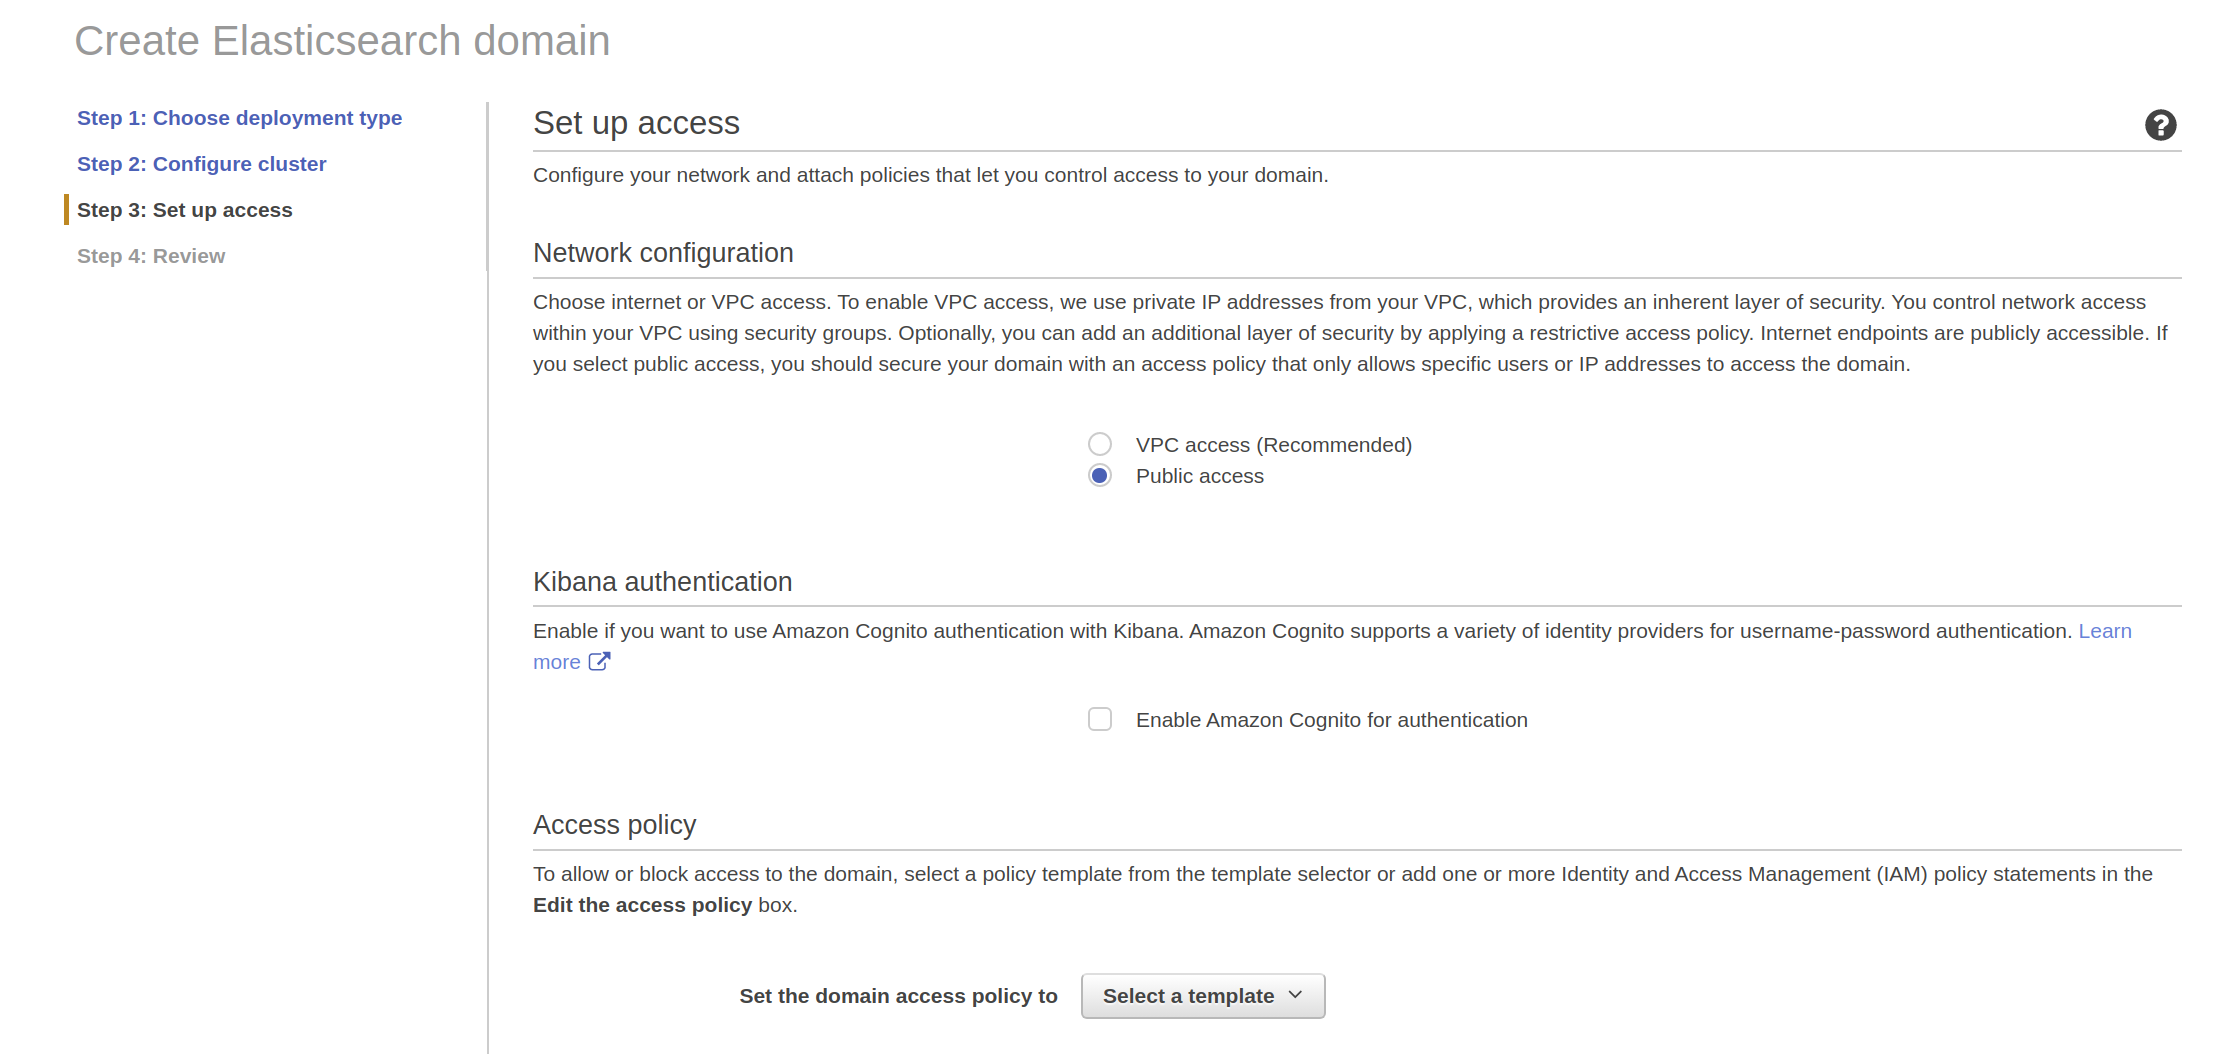 Create Elasticsearch domain
Step 1: Choose deployment type
Step 2: Configure cluster
Step 3: Set up access
Step 4: Review
Set up access
Configure your network and attach policies that let you control access to your domain.
Network configuration
Choose internet or VPC access. To enable VPC access, we use private IP addresses from your VPC, which provides an inherent layer of security. You control network access
within your VPC using security groups. Optionally, you can add an additional layer of security by applying a restrictive access policy. Internet endpoints are publicly accessible. If
you select public access, you should secure your domain with an access policy that only allows specific users or IP addresses to access the domain.
VPC access (Recommended)
Public access
Kibana authentication
Enable if you want to use Amazon Cognito authentication with Kibana. Amazon Cognito supports a variety of identity providers for username-password authentication. Learn
more
Enable Amazon Cognito for authentication
Access policy
To allow or block access to the domain, select a policy template from the template selector or add one or more Identity and Access Management (IAM) policy statements in the
Edit the access policy box.
Set the domain access policy to Select a template